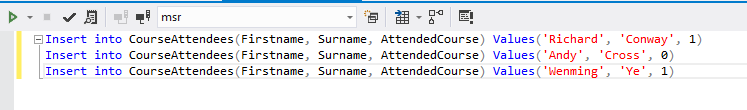 msr
Insert into CourseAttendees(Firstname, Surname, AttendedCourse) Values('Richard', 'Conway', 1)
Insert into CourseAttendees(Firstname, Surname, AttendedCourse) Values('Andy', 'Cross', 0)
Insert into CourseAttendees(Firstname, Surname, AttendedCourse) Values('Wenming', 'Ye', 1)